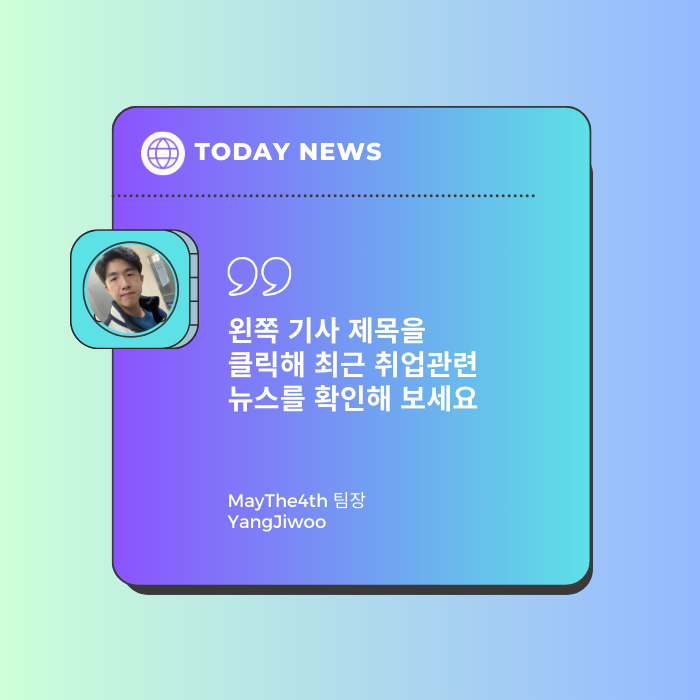 TODAY NEWS
왼쪽 기사 제목을
클릭해 최근 취업관련
뉴스를 확인해 보세요
MayThe4th 팀장
YangJiwoo